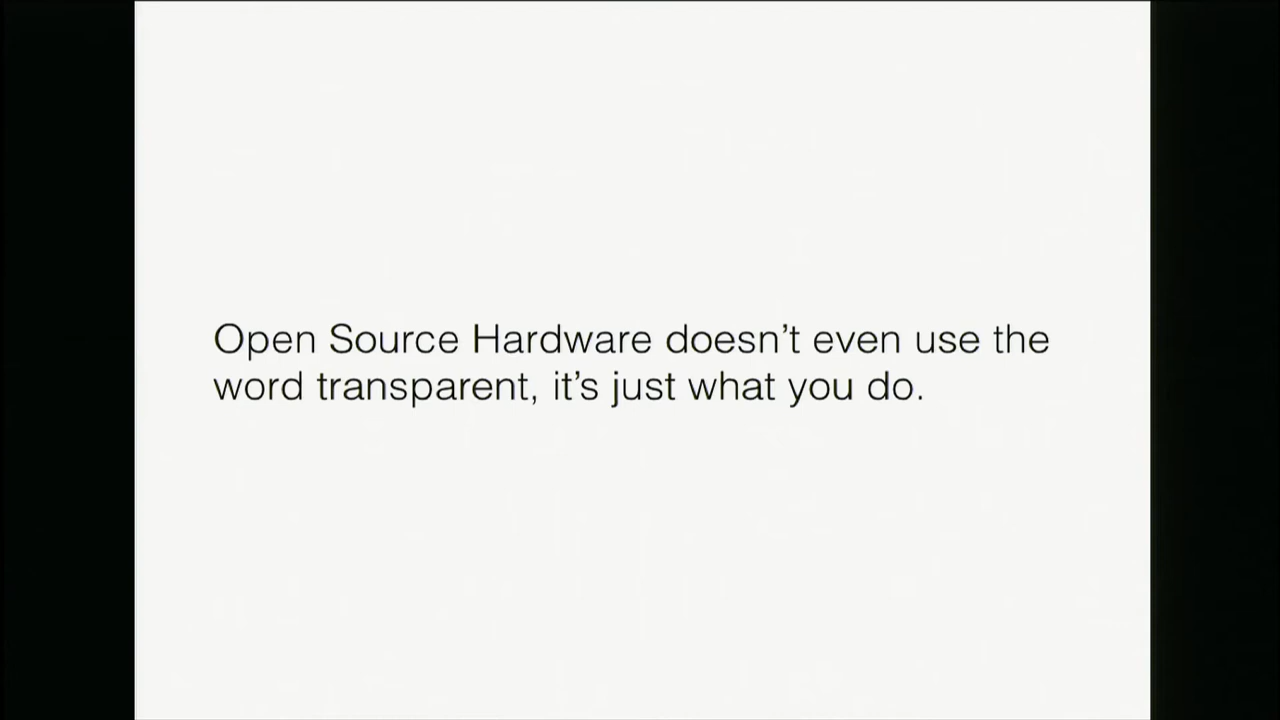 Open Source Hardware doesn’t even use the
word transparent, it’s just what you do.